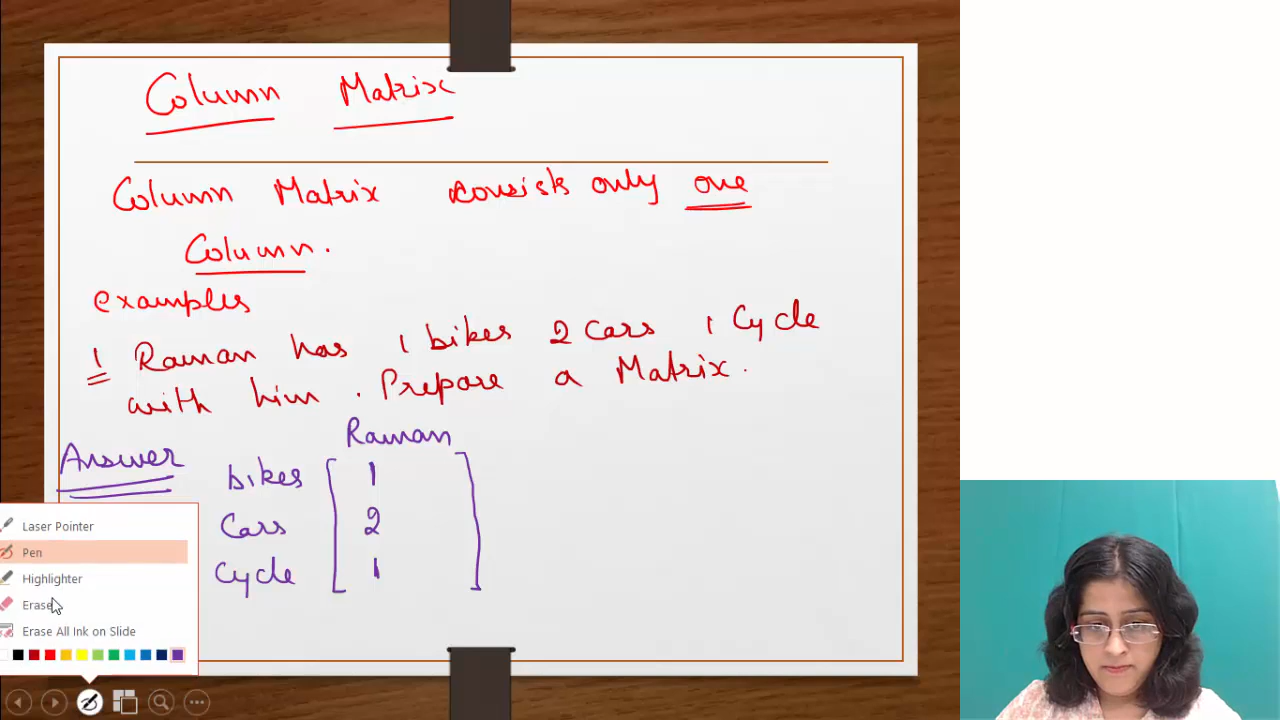 Column Matrix
Column Matrix consists only one
Column.
examples
1 Raman has 1 bikes 2 Cars 1 Cycle
with him. Prepare a Matrix.
Answer
Raman
bikes 1
Cars 2
Cycle 1
Laser Pointer
Pen
Highlighter
Erase
Erase All Ink on Slide